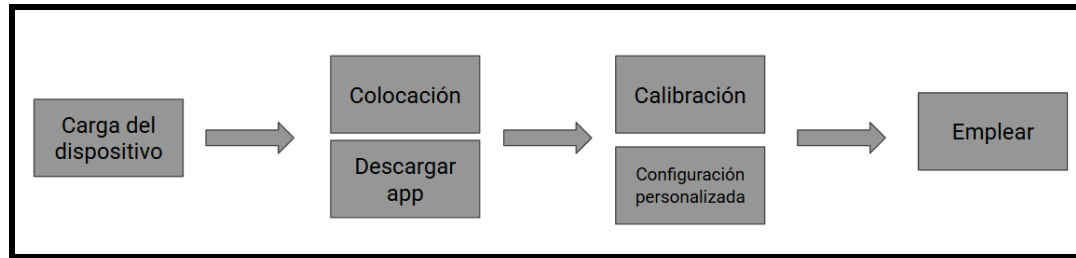 Carga del
dispositivo
Colocación
Descargar
app
Calibración
Configuración
personalizada
Emplear